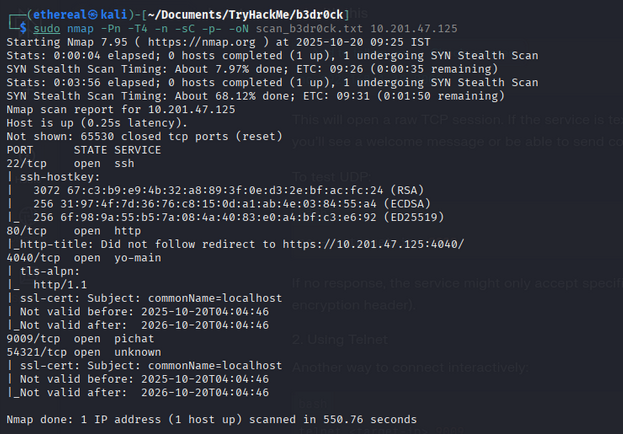 ┌──(ethereal㉿kali)-[~/Documents/TryHackMe/b3dr0ck]
└─$ sudo nmap -Pn -T4 -n -sC -p- -oN scan_b3dr0ck.txt 10.201.47.125
Starting Nmap 7.95 ( https://nmap.org ) at 2025-10-20 09:25 IST
Stats: 0:00:04 elapsed; 0 hosts completed (1 up), 1 undergoing SYN Stealth Scan
SYN Stealth Scan Timing: About 7.97% done; ETC: 09:26 (0:00:35 remaining)
Stats: 0:03:56 elapsed; 0 hosts completed (1 up), 1 undergoing SYN Stealth Scan
SYN Stealth Scan Timing: About 68.12% done; ETC: 09:31 (0:01:50 remaining)
Nmap scan report for 10.201.47.125
Host is up (0.25s latency).
This will open a raw TCP session. If the service is
Not shown: 65530 closed tcp ports (reset)
you'll see a welcome message or be able to send
PORT      STATE SERVICE
22/tcp    open  ssh
| ssh-hostkey:
To test UDP
|   3072 67:c3:b9:e9:4b:32:a8:89:3f:0e:d3:2e:bf:ac:fc:24 (RSA)
|   256 31:97:4f:7d:36:76:c8:15:0d:a1:ab:4e:03:84:55:a4 (ECDSA)
|_  256 6f:98:9a:55:b5:7a:08:4a:40:83:e0:a4:bf:c3:e6:92 (ED25519)
80/tcp    open  http
|_http-title: Did not follow redirect to https://10.201.47.125:4040/
4040/tcp  open  yo-main
| tls-alpn:
If no response, the service might only accept
|_  http/1.1
encryption header).
| ssl-cert: Subject: commonName=localhost
| Not valid before: 2025-10-20T04:04:46
|_Not valid after:  2026-10-20T04:04:46
2. Using Telnet
9009/tcp  open  pichat
54321/tcp open  unknown
Another way to connect interactively:
| ssl-cert: Subject: commonName=localhost
| Not valid before: 2025-10-20T04:04:46
|_Not valid after:  2026-10-20T04:04:46
Nmap done: 1 IP address (1 host up) scanned in 550.76 seconds